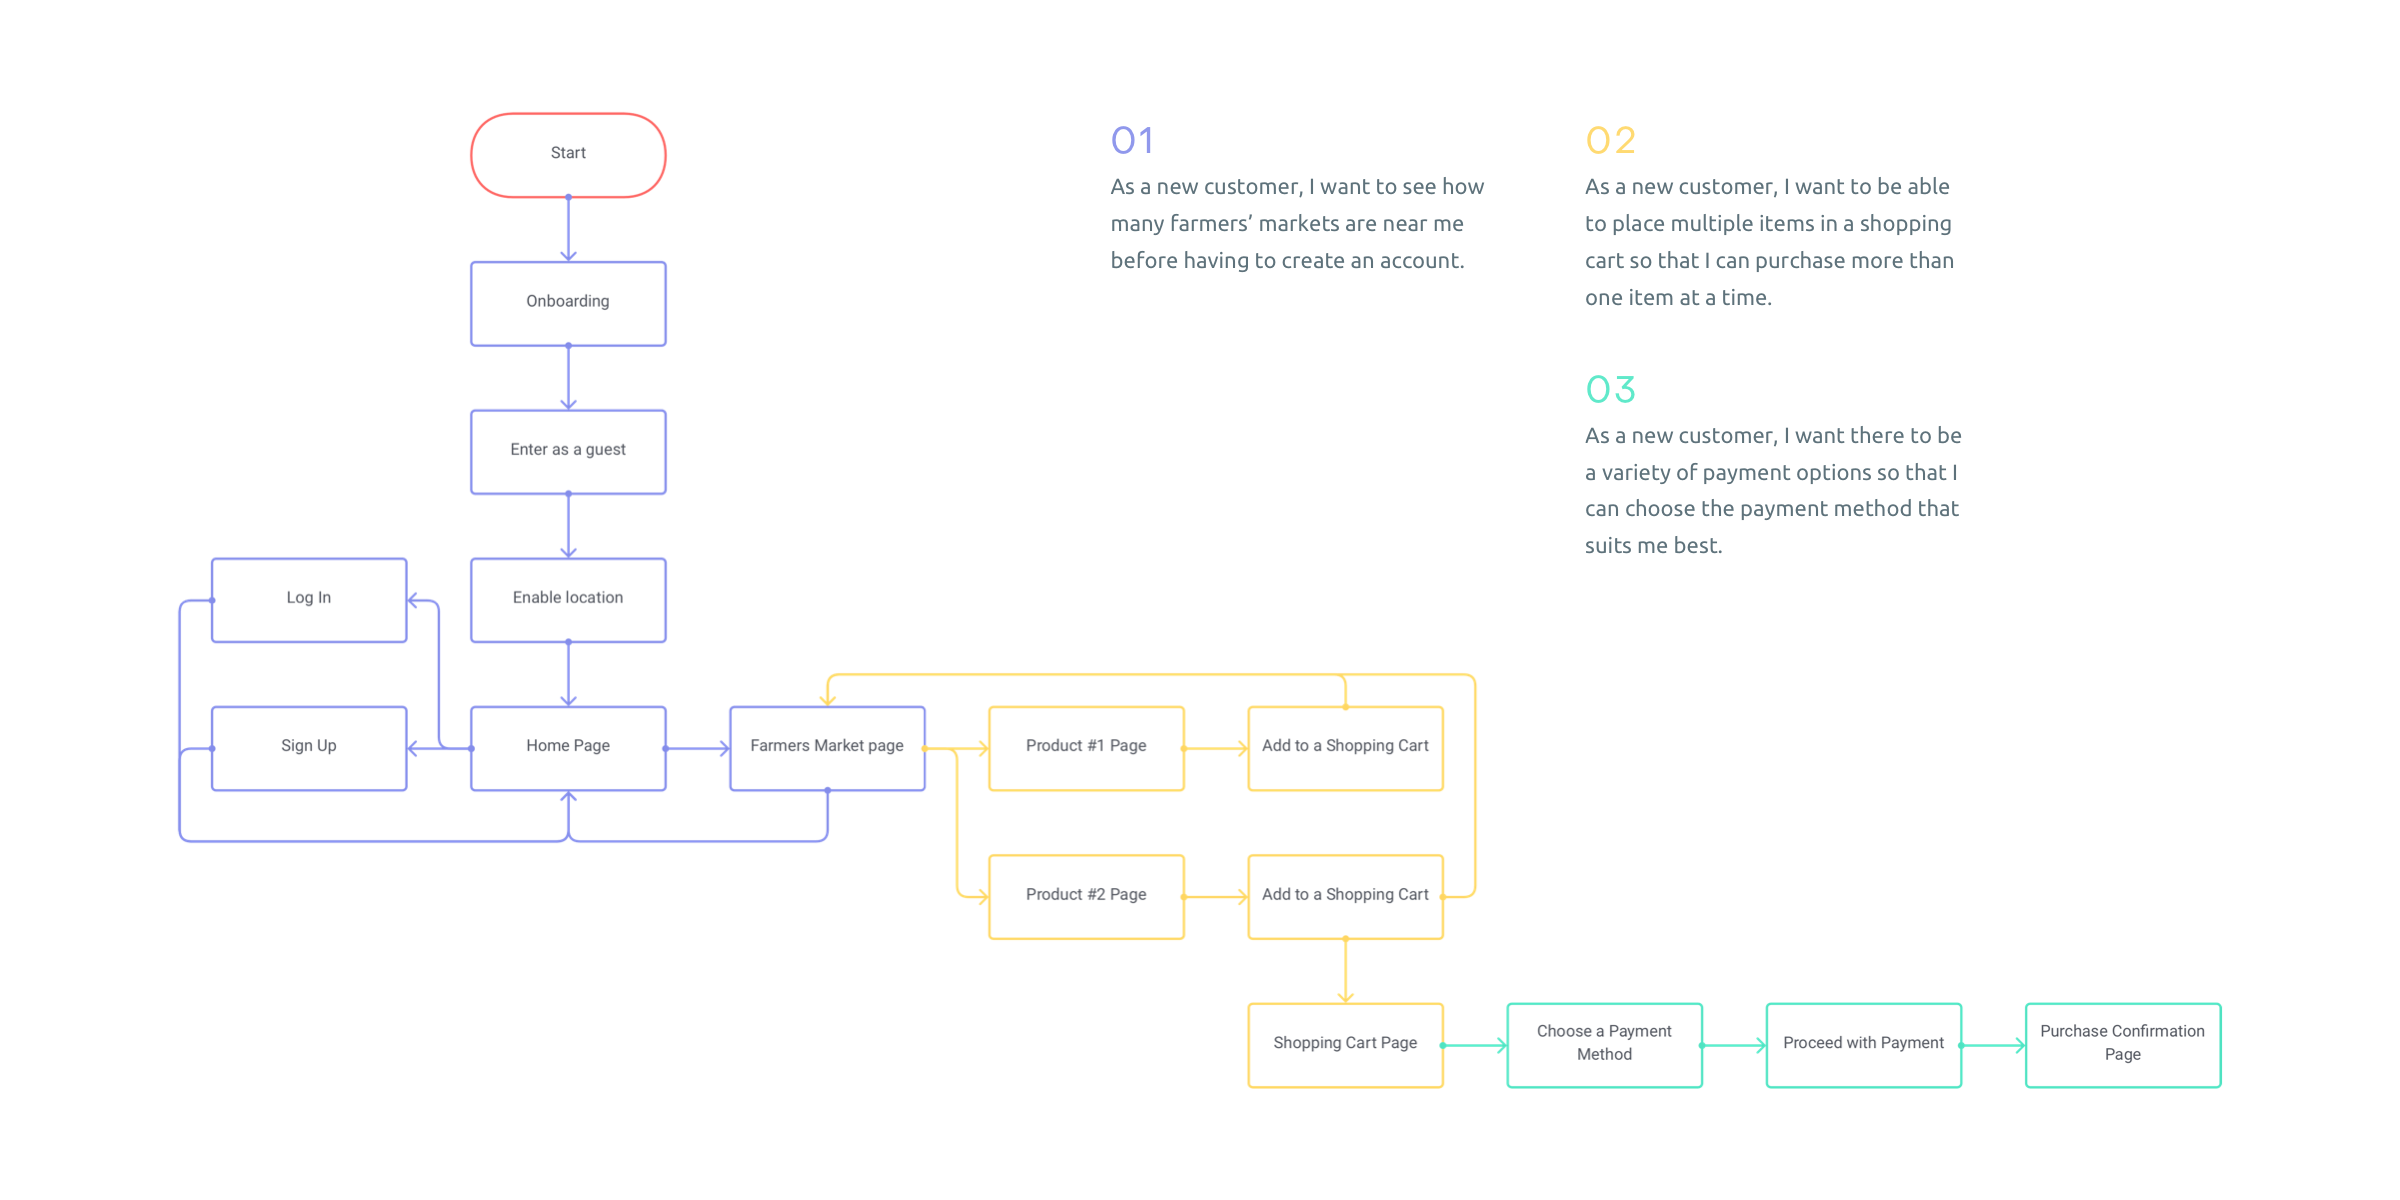 Start
01
As a new customer, I want to see how
many farmers’ markets are near me
before having to create an account.
02
As a new customer, I want to be able
to place multiple items in a shopping
cart so that I can purchase more than
one item at a time.
03
As a new customer, I want there to be
a variety of payment options so that I
can choose the payment method that
suits me best.
Onboarding
Enter as a guest
Enable location
Log In
Sign Up
Home Page
Farmers Market page
Product #1 Page
Add to a Shopping Cart
Product #2 Page
Add to a Shopping Cart
Shopping Cart Page
Choose a Payment
Method
Proceed with Payment
Purchase Confirmation
Page